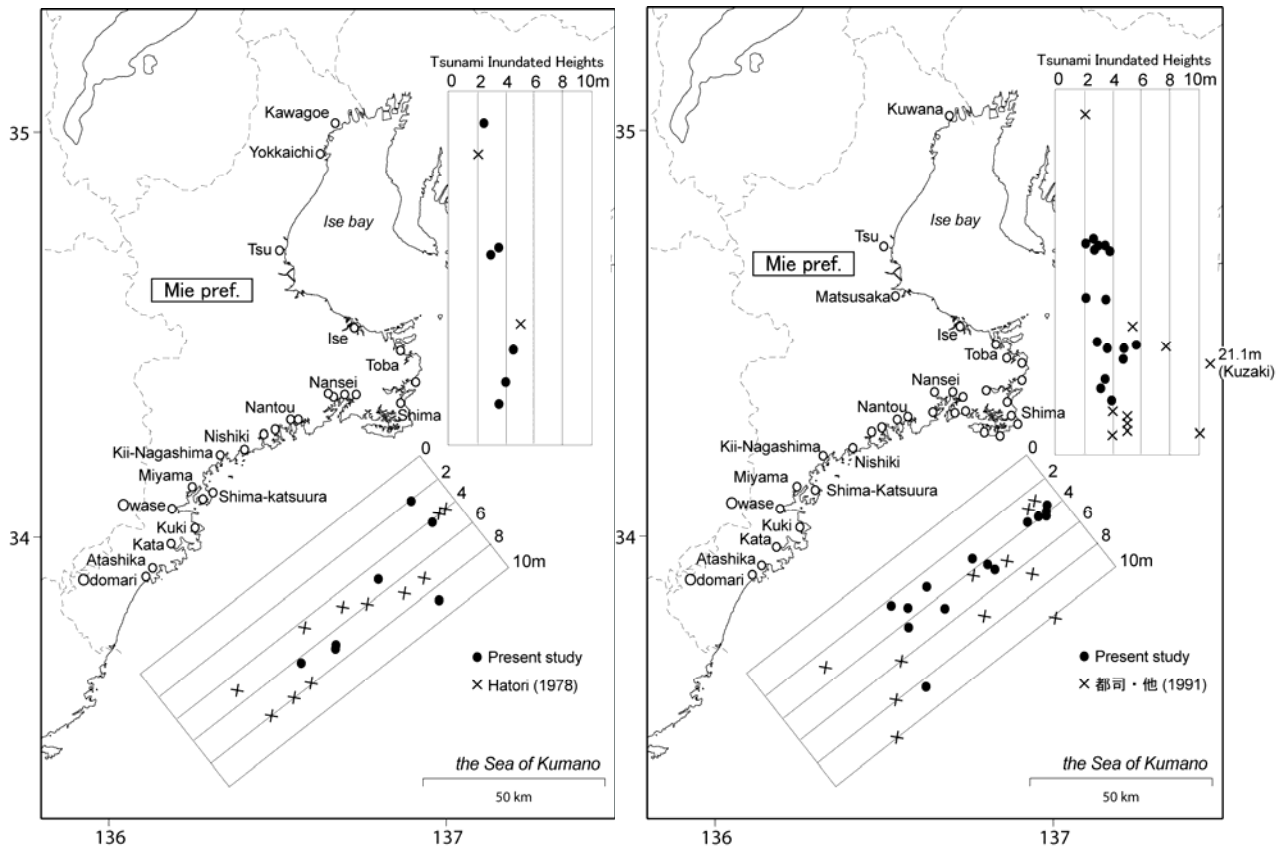 Tsunami Inundated Heights
0 2 4 6 8 10m
Kawagoe
35
Yokkaichi
Ise bay
Tsu
Mie pref.
Ise
Toba
Nansei
Nantou
Shima
Nishiki
0
Kii-Nagashima
2
Miyama
4
Shima-katsuura
Owase
6
Kuki
8
34
Kata
10m
Atashika
Odomari
● Present study
× Hatori (1978)
the Sea of Kumano
50 km
136
137
Tsunami Inundated Heights
0 2 4 6 8 10m
Kuwana
35
Ise bay
Tsu
Mie pref.
Matsusaka
Ise
Toba
21.1m
(Kuzaki)
Nansei
Nantou
Shima
0
Kii-Nagashima
Nishiki
2
Miyama
4
Shima-Katsuura
Owase
6
Kuki
8
34
Kata
10m
Atashika
Odomari
● Present study
× 都司・他 (1991)
the Sea of Kumano
50 km
136
137